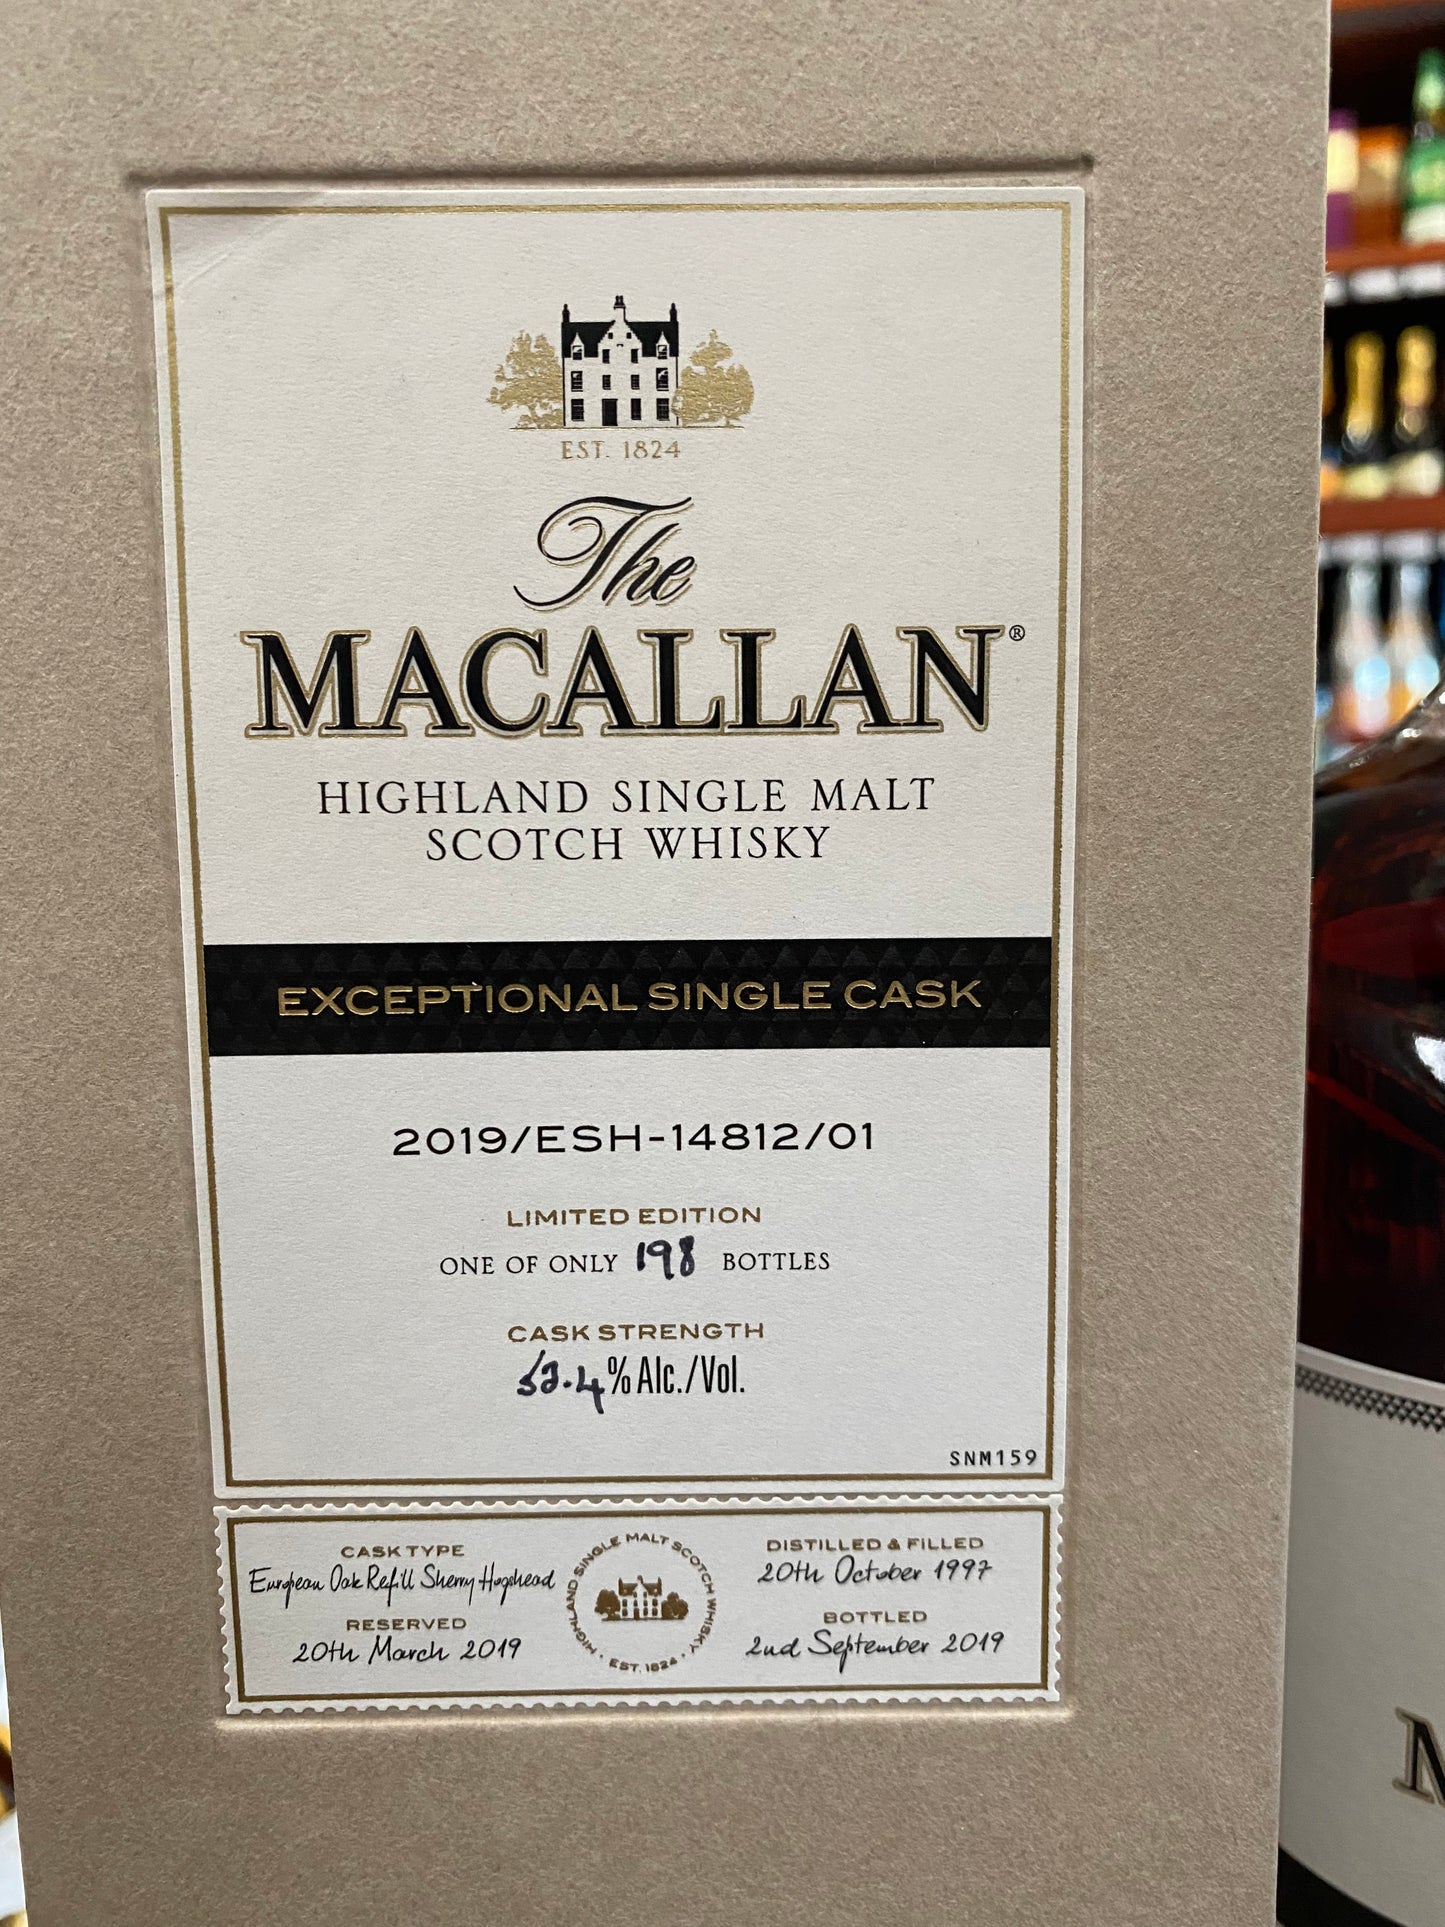 EST. 1824
The
MACALLAN®
HIGHLAND SINGLE MALT
SCOTCH WHISKY
EXCEPTIONAL SINGLE CASK
2019/ESH-14812/01
LIMITED EDITION
ONE OF ONLY 198 BOTTLES
CASK STRENGTH
53.4% Alc./Vol.
SNM159
CASK TYPE
European Oak Refill Sherry Hogshead
RESERVED
20th March 2019
HIGHLAND SINGLE MALT SCOTCH WHISKY
· EST. 1824 ·
DISTILLED & FILLED
20th October 1997
BOTTLED
2nd September 2019
M